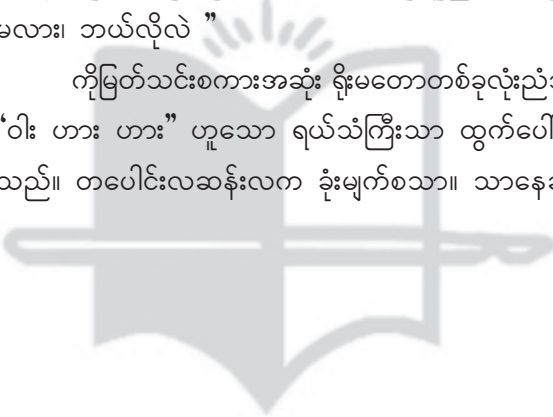 မလား၊ ဘယ်လိုလဲ ”
ကိုမြတ်သင်းစကားအဆုံး ရိုးမတောတစ်ခုလုံးညံ
“ဝါး ဟား ဟား” ဟူသော ရယ်သံကြီးသာ ထွက်ပေါ်
သည်။ တပေါင်းလဆန်းလက ခုံးမျက်စသာ။ သာနေ